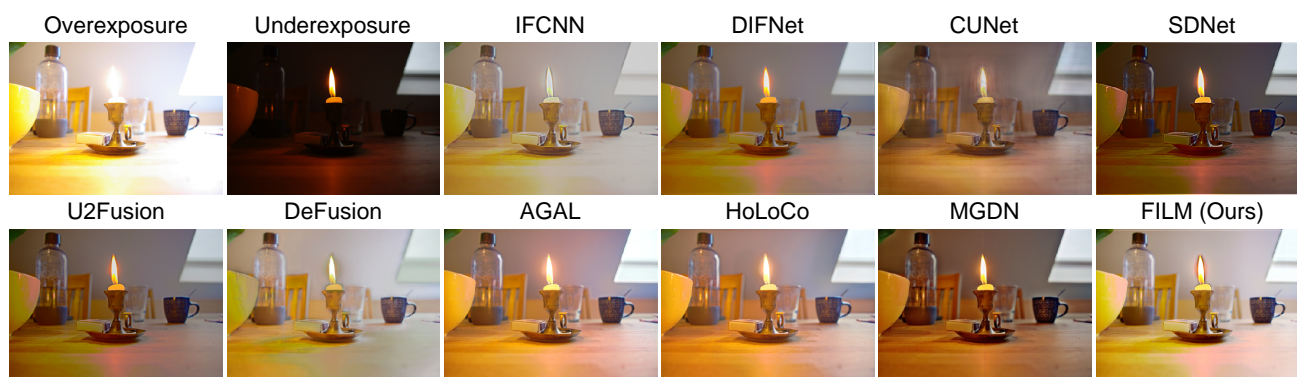 Overexposure Underexposure IFCNN DIFNet CUNet SDNet
U2Fusion DeFusion AGAL HoLoCo MGDN FILM (Ours)